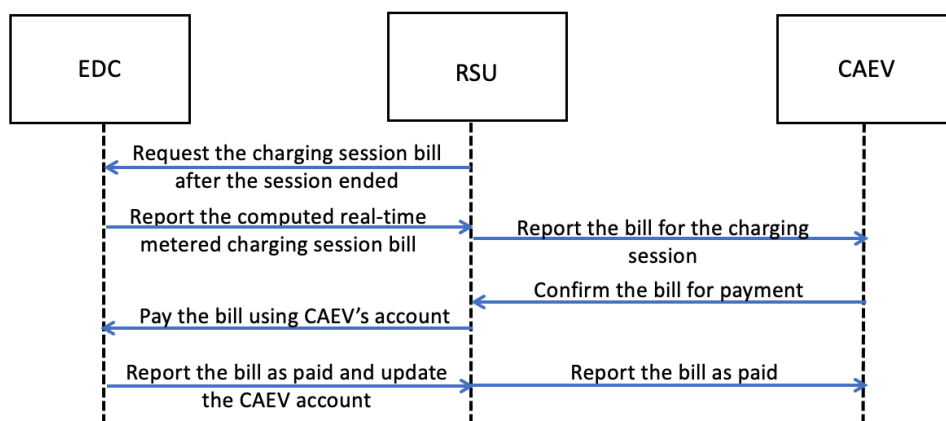 EDC
RSU
CAEV
Request the charging session bill
after the session ended
Report the computed real-time
metered charging session bill
Report the bill for the charging
session
Confirm the bill for payment
Pay the bill using CAEV’s account
Report the bill as paid and update
the CAEV account
Report the bill as paid